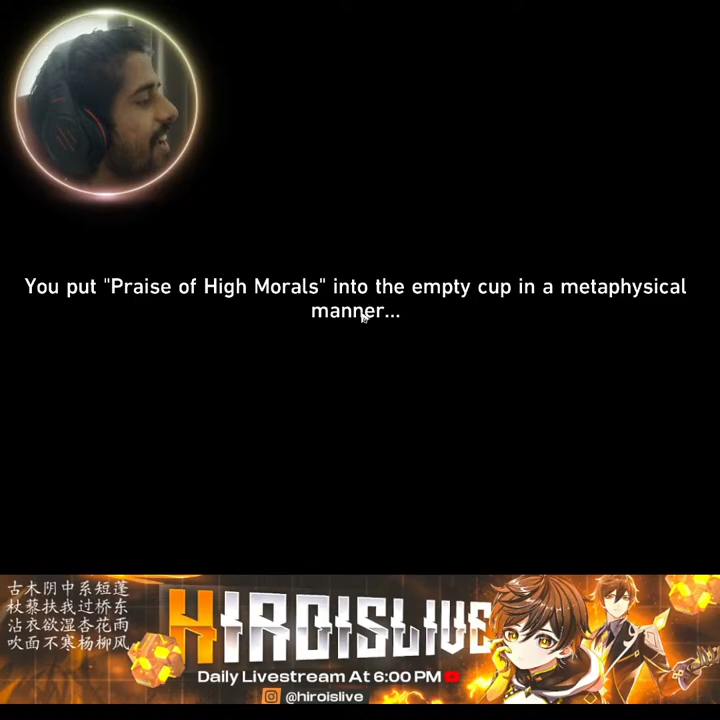 You put "Praise of High Morals" into the empty cup in a metaphysical
manner...
古木阴中系短蓬
杖藜扶我过桥东
沾衣欲湿杏花雨
吹面不寒杨柳风
HIROISLIVE
Daily Livestream At 6:00 PM
@hiroislive